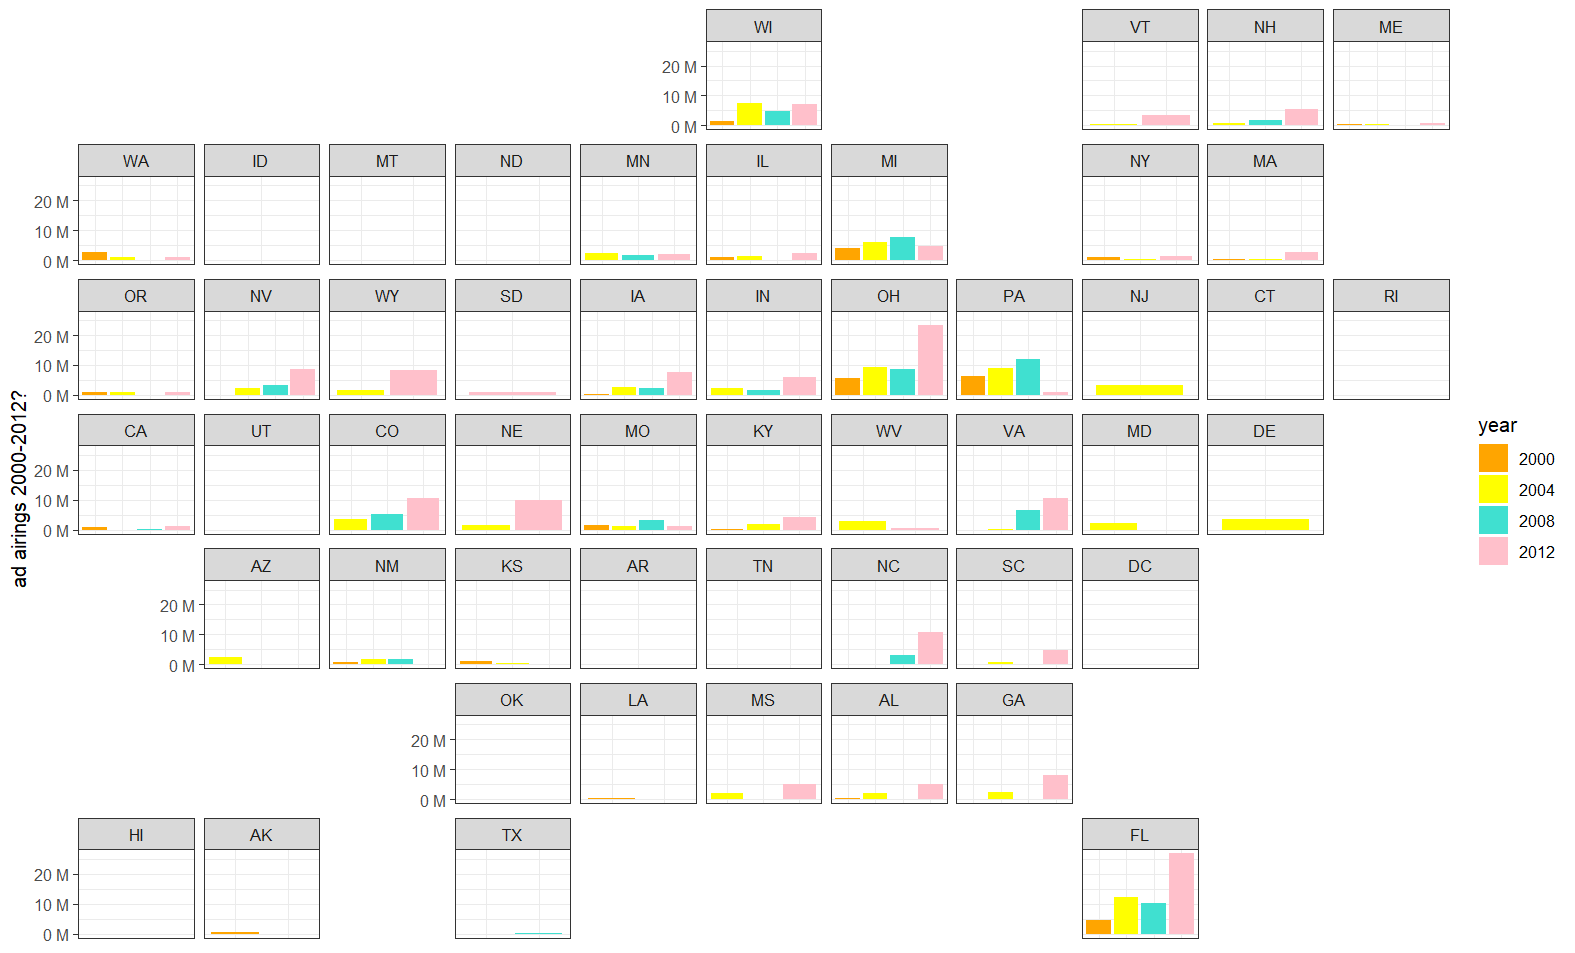 WI VT NH ME
20 M
10 M
0 M
WA ID MT ND MN IL MI NY MA
20 M
10 M
0 M
OR NV WY SD IA IN OH PA NJ CT RI
20 M
10 M
0 M
ad airings 2000-2012?
CA UT CO NE MO KY WV VA MD DE
20 M
10 M
0 M
year
2000
2004
2008
2012
AZ NM KS AR TN NC SC DC
20 M
10 M
0 M
OK LA MS AL GA
20 M
10 M
0 M
HI AK TX FL
20 M
10 M
0 M